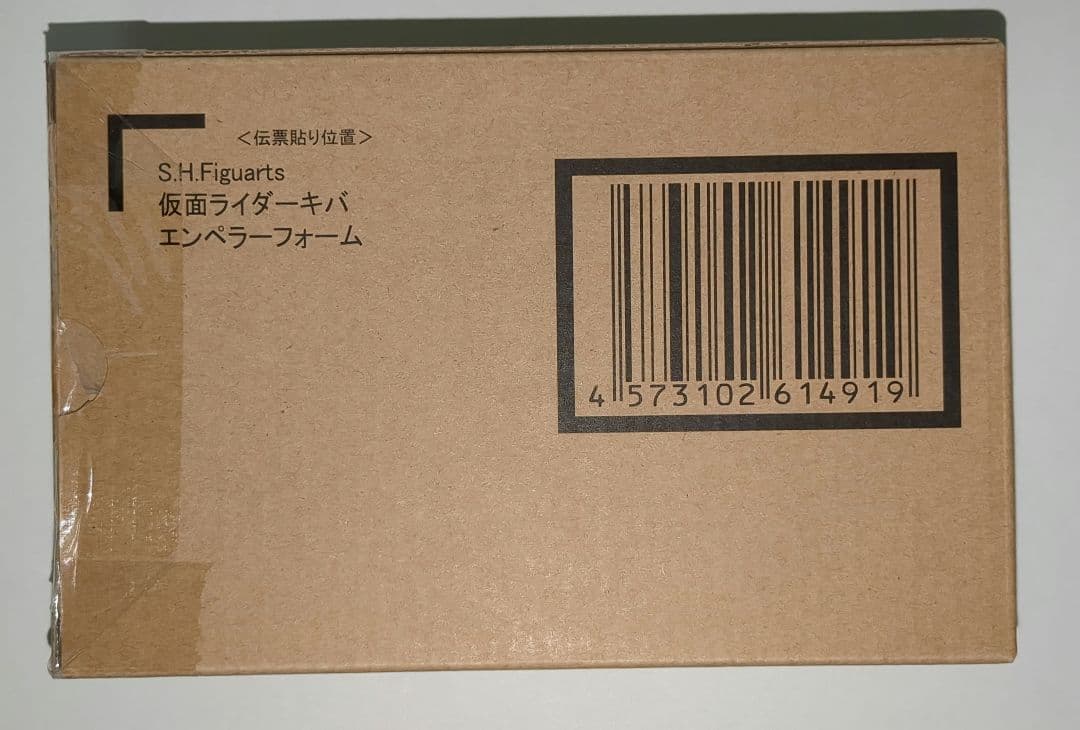 ＜伝票貼り位置＞
S.H.Figuarts
仮面ライダーキバ
エンペラーフォーム
4 573102 614919